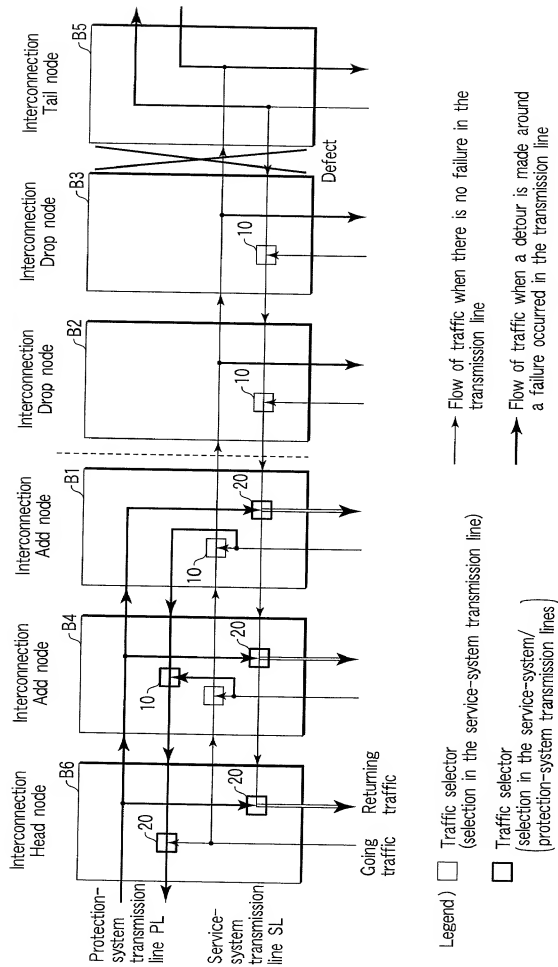 Interconnection
Head node
B6
Interconnection
Add node
B4
Interconnection
Add node
B1
Interconnection
Drop node
B2
Interconnection
Drop node
B3
Interconnection
Tail node
B5
Protection-
system
transmission
line PL
Service-
system
transmission
line SL
20
20
10
20
10
20
10
10
Defect
Going
traffic
Returning
traffic
Legend)
Traffic selector
(selection in the service-system transmission line)
Traffic selector
(selection in the service-system/
protection-system transmission lines)
Flow of traffic when there is no failure in the
transmission line
Flow of traffic when a detour is made around
a failure occurred in the transmission line